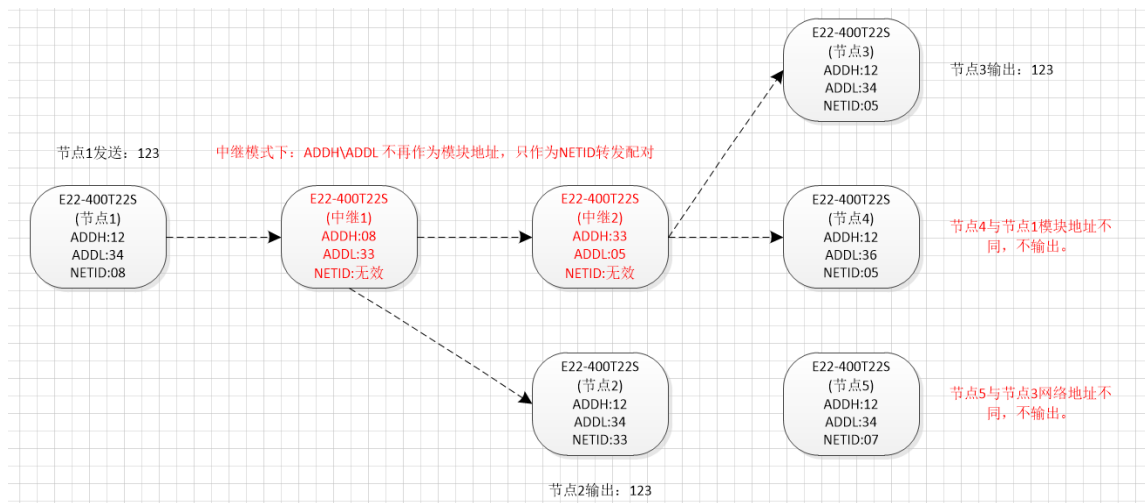 E22-400T22S
(节点3)
ADDH:12
ADDL:34
NETID:05
节点3输出：123
节点1发送：123
中继模式下：ADDH\ADDL 不再作为模块地址，只作为NETID转发配对
E22-400T22S
(节点1)
ADDH:12
ADDL:34
NETID:08
E22-400T22S
(中继1)
ADDH:08
ADDL:33
NETID:无效
E22-400T22S
(中继2)
ADDH:33
ADDL:05
NETID:无效
E22-400T22S
(节点4)
ADDH:12
ADDL:36
NETID:05
节点4与节点1模块地址不
同，不输出。
E22-400T22S
(节点2)
ADDH:12
ADDL:34
NETID:33
E22-400T22S
(节点5)
ADDH:12
ADDL:34
NETID:07
节点5与节点3网络地址不
同，不输出。
节点2输出：123